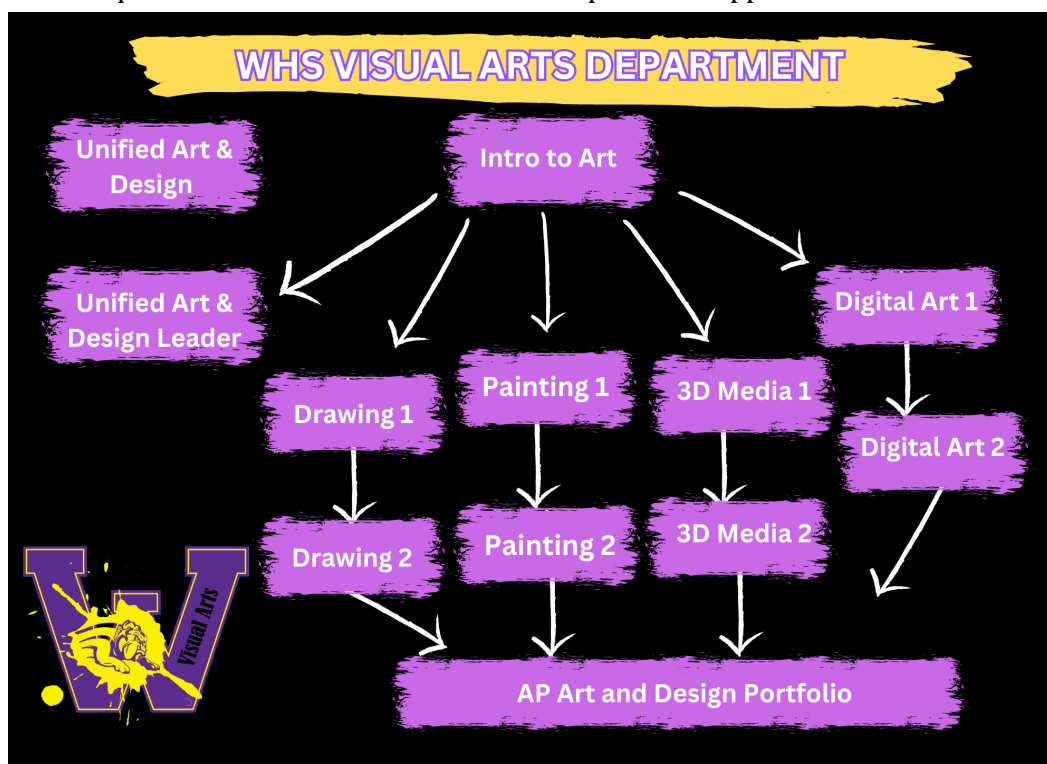 WHS VISUAL ARTS DEPARTMENT
Unified Art &
Design
Intro to Art
Unified Art &
Design Leader
Digital Art 1
Drawing 1
Painting 1
3D Media 1
Digital Art 2
Drawing 2
Painting 2
3D Media 2
Visual Arts
AP Art and Design Portfolio